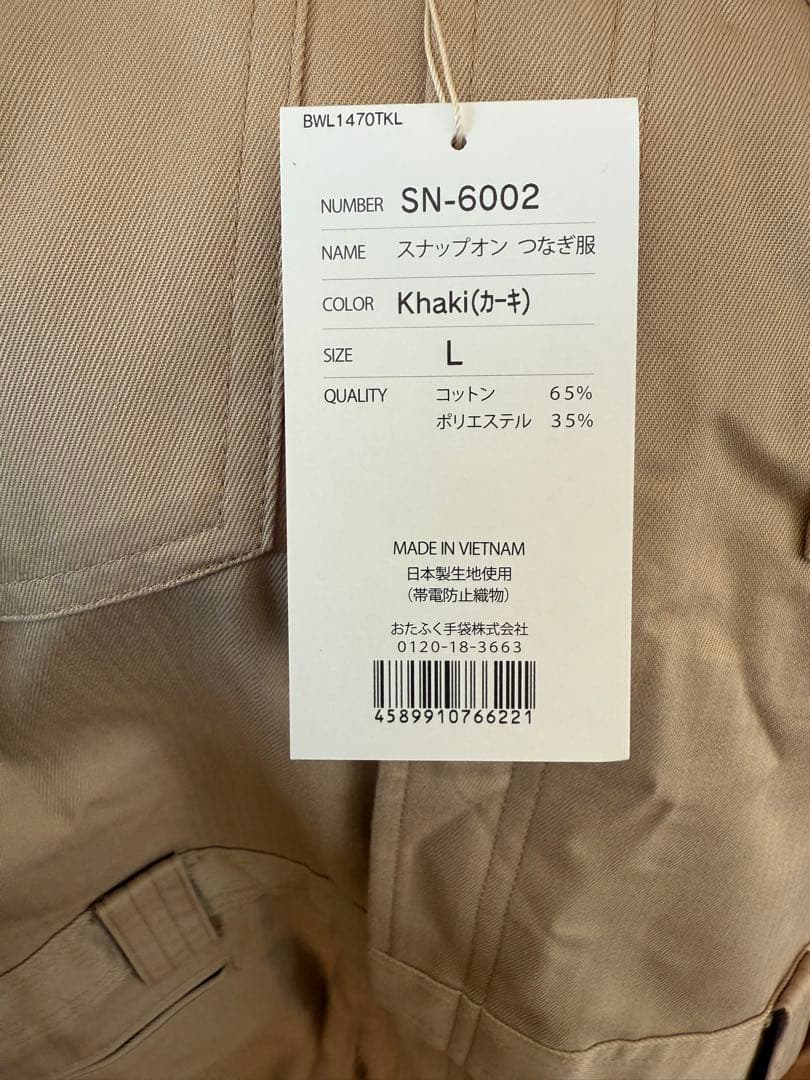 BWL1470TKL
NUMBER SN-6002
NAME スナップオン つなぎ服
COLOR Khaki(カーキ)
SIZE L
QUALITY コットン 65%
ポリエステル 35%
MADE IN VIETNAM
日本製生地使用
(帯電防止織物)
おたふく手袋株式会社
0120-18-3663
4589910766221